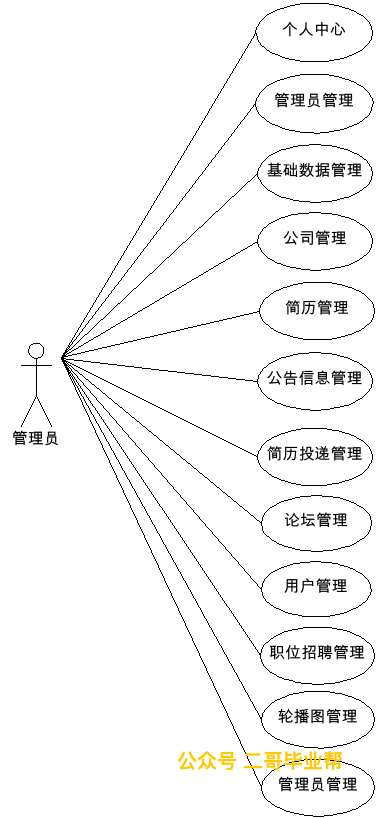 个人中心
管理员管理
基础数据管理
公司管理
简历管理
公告信息管理
管理员
简历投递管理
论坛管理
用户管理
职位招聘管理
轮播图管理
公众号 二哥毕业帮
管理员管理